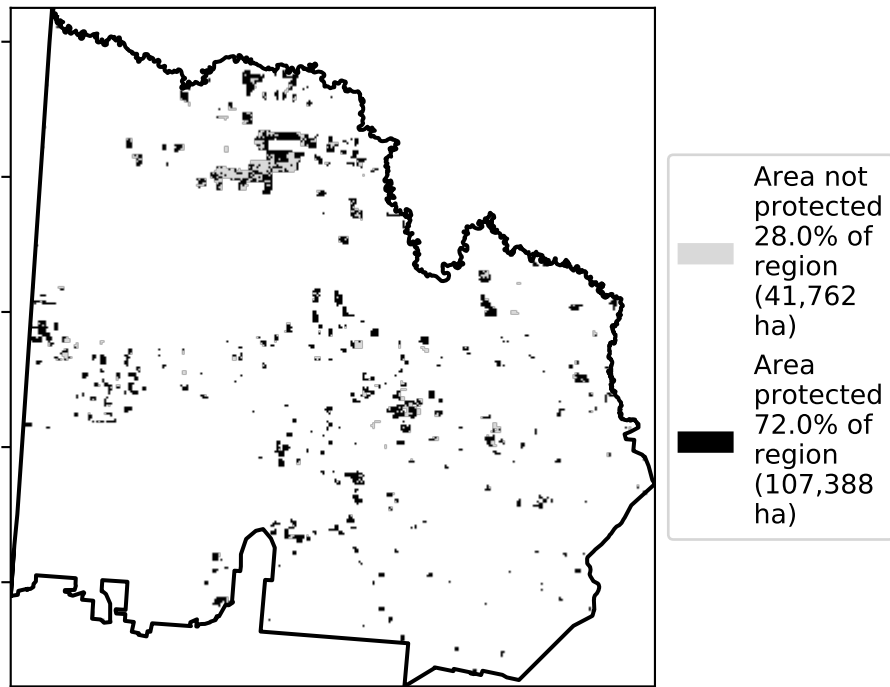 Area not
protected
28.0% of
region
(41,762
ha)
Area
protected
72.0% of
region
(107,388
ha)